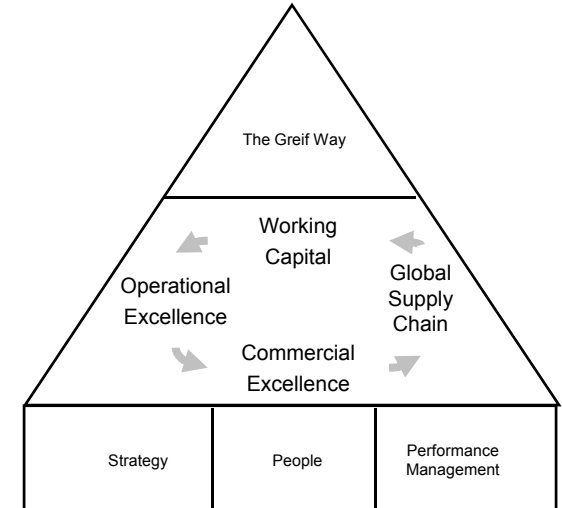 The Greif Way
Working
Capital
Operational
Excellence
Global
Supply
Chain
Commercial
Excellence
Strategy
People
Performance
Management